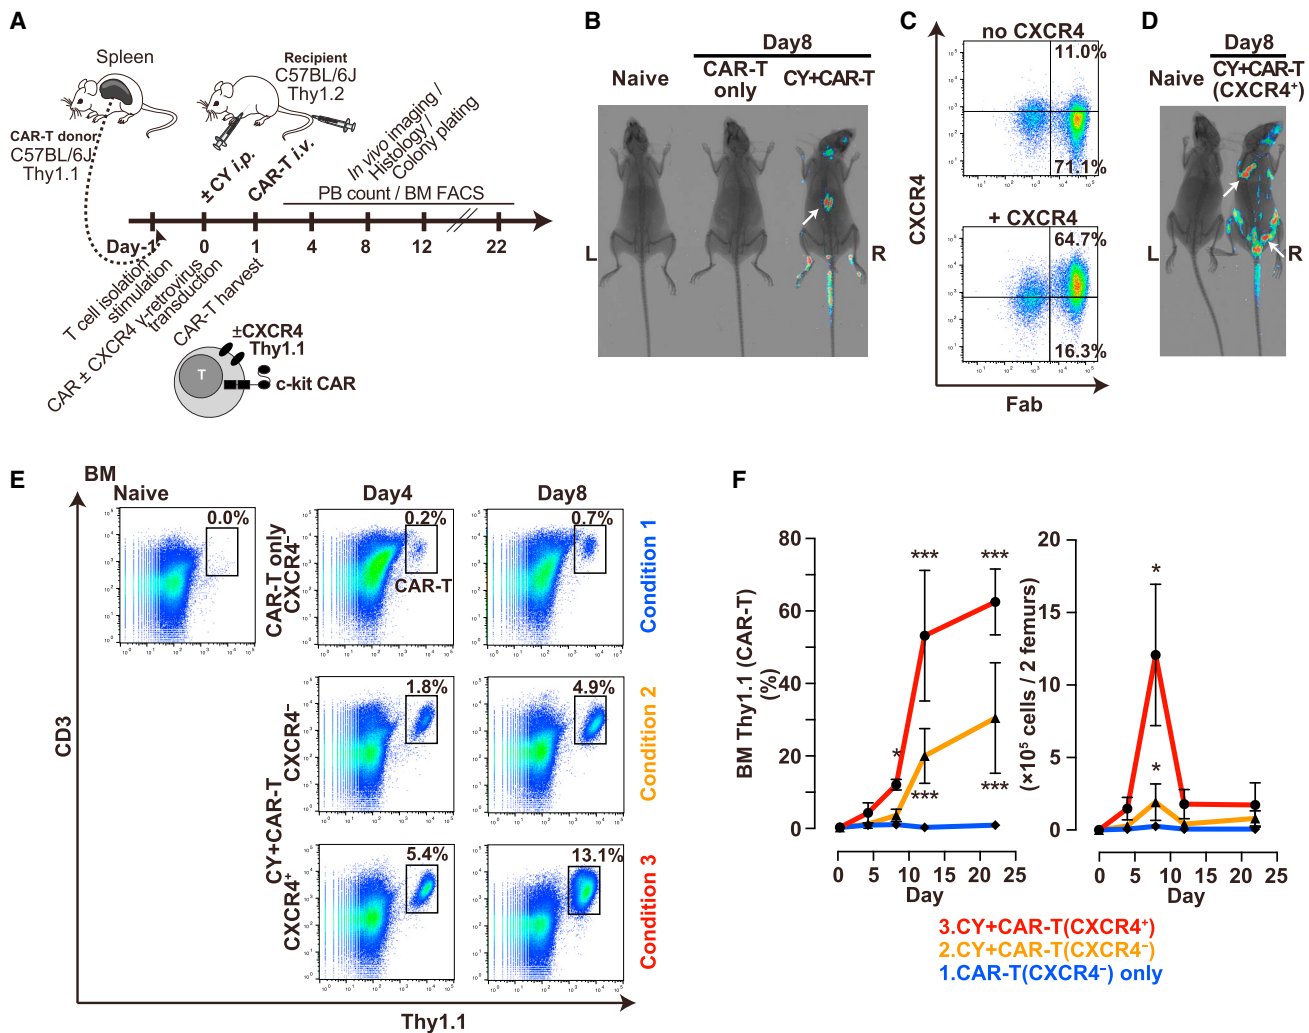 A
Spleen
Recipient
C57BL/6J
Thy1.2
CAR-T donor
C57BL/6J
Thy1.1
±CY i.p.
CAR-T i.v.
In vivo imaging /
Histology /
Colony plating
PB count / BM FACS
Day-1
0
1
4
8
12
22
T cell isolation
stimulation
CAR ± CXCR4 γ-retrovirus
transduction
CAR-T harvest
±CXCR4
Thy1.1
T
c-kit CAR
B
Day8
Naive
CAR-T
only
CY+CAR-T
L
R
C
no CXCR4
11.0%
71.1%
+ CXCR4
64.7%
16.3%
CXCR4
Fab
D
Day8
Naive
CY+CAR-T
(CXCR4⁺)
L
R
E
BM
Naive
Day4
Day8
0.0%
0.2%
0.7%
CAR-T
CAR-T only
CXCR4⁻
Condition 1
1.8%
4.9%
CXCR4⁻
Condition 2
CY+CAR-T
5.4%
13.1%
CXCR4⁺
Condition 3
CD3
Thy1.1
F
BM Thy1.1 (CAR-T)
(%)
80
60
40
20
0
*
***
***
***
***
0
5
10
15
20
25
Day
(×10⁵ cells / 2 femurs)
20
15
10
5
0
*
*
0
5
10
15
20
25
Day
3.CY+CAR-T(CXCR4⁺)
2.CY+CAR-T(CXCR4⁻)
1.CAR-T(CXCR4⁻) only